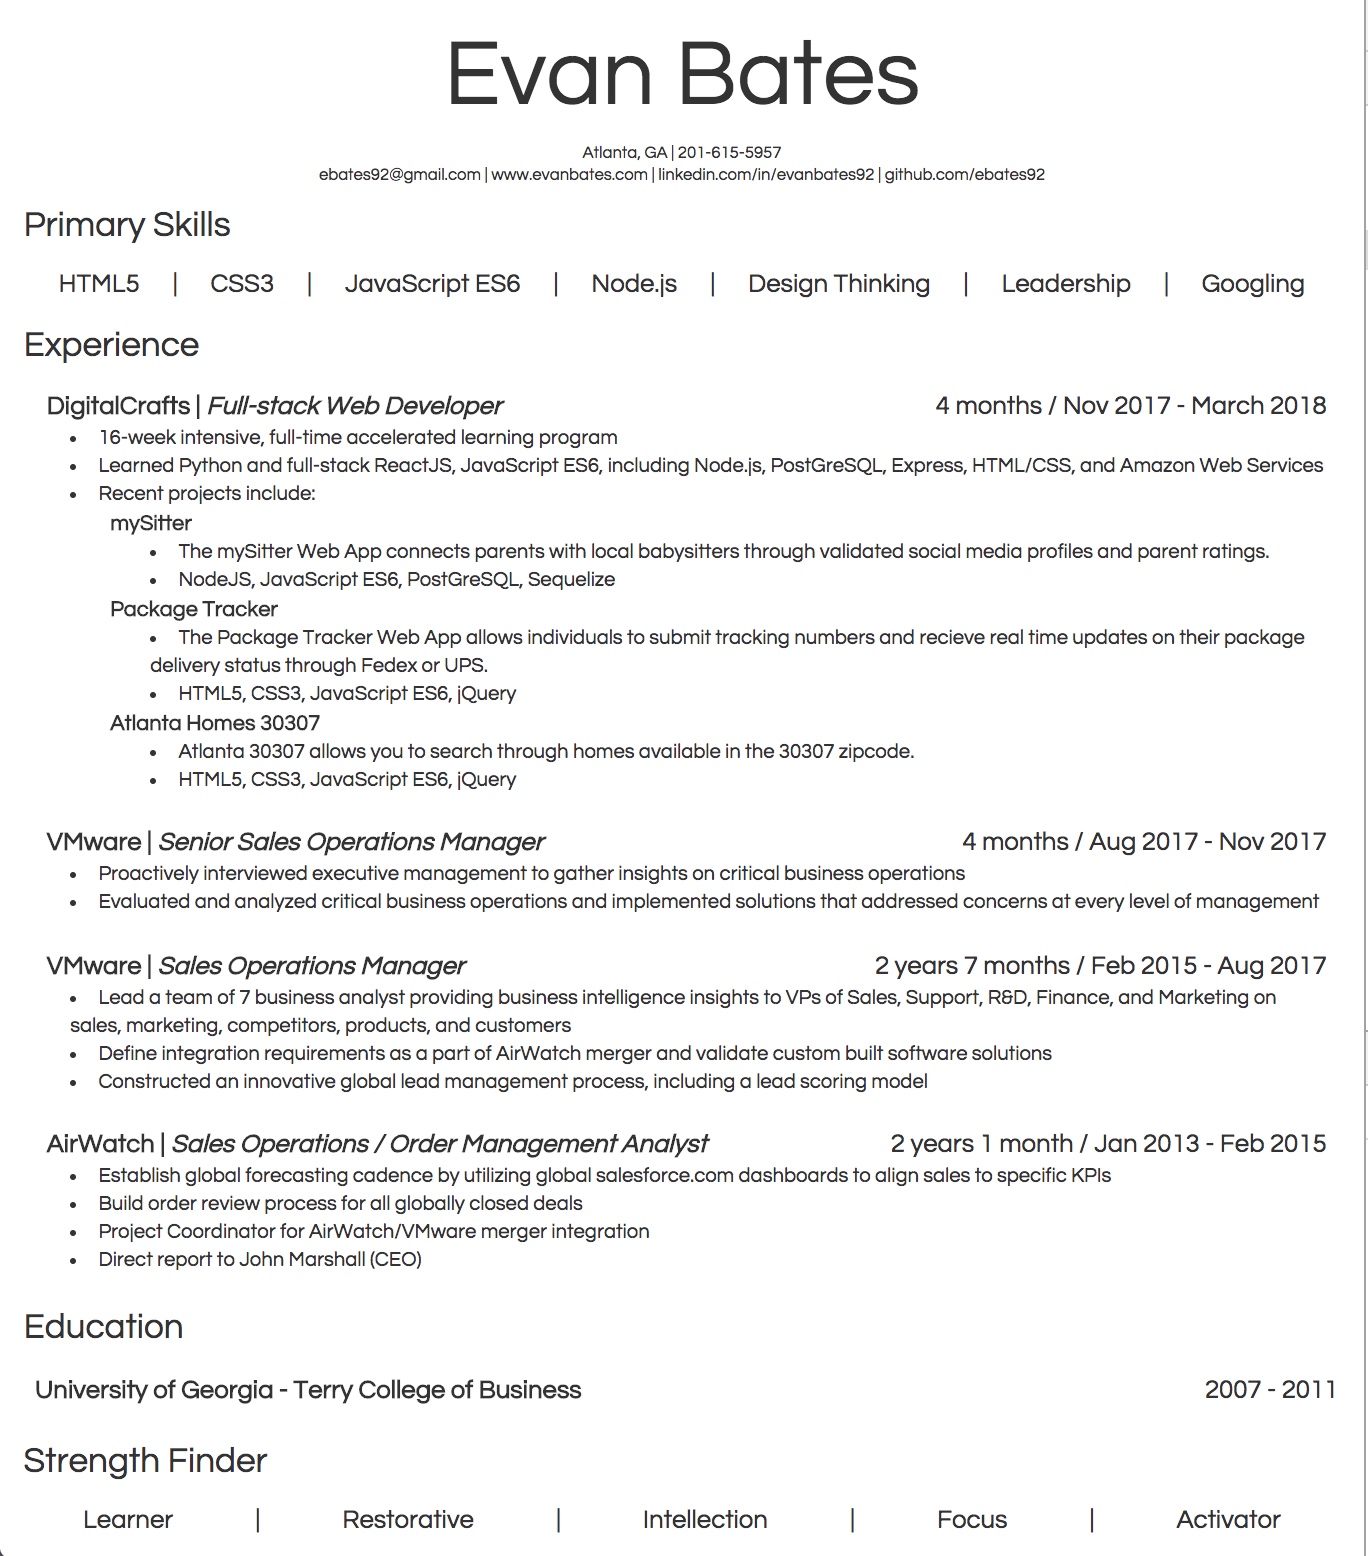 Evan Bates
Atlanta, GA | 201-615-5957
ebates92@gmail.com | www.evanbates.com | linkedin.com/in/evanbates92 | github.com/ebates92
Primary Skills
HTML5 | CSS3 | JavaScript ES6 | Node.js | Design Thinking | Leadership | Googling
Experience
DigitalCrafts | Full-stack Web Developer 4 months / Nov 2017 - March 2018
• 16-week intensive, full-time accelerated learning program
• Learned Python and full-stack ReactJS, JavaScript ES6, including Node.js, PostGreSQL, Express, HTML/CSS, and Amazon Web Services
• Recent projects include:
mySitter
• The mySitter Web App connects parents with local babysitters through validated social media profiles and parent ratings.
• NodeJS, JavaScript ES6, PostGreSQL, Sequelize
Package Tracker
• The Package Tracker Web App allows individuals to submit tracking numbers and recieve real time updates on their package
delivery status through Fedex or UPS.
• HTML5, CSS3, JavaScript ES6, jQuery
Atlanta Homes 30307
• Atlanta 30307 allows you to search through homes available in the 30307 zipcode.
• HTML5, CSS3, JavaScript ES6, jQuery
VMware | Senior Sales Operations Manager 4 months / Aug 2017 - Nov 2017
• Proactively interviewed executive management to gather insights on critical business operations
• Evaluated and analyzed critical business operations and implemented solutions that addressed concerns at every level of management
VMware | Sales Operations Manager 2 years 7 months / Feb 2015 - Aug 2017
• Lead a team of 7 business analyst providing business intelligence insights to VPs of Sales, Support, R&D, Finance, and Marketing on
sales, marketing, competitors, products, and customers
• Define integration requirements as a part of AirWatch merger and validate custom built software solutions
• Constructed an innovative global lead management process, including a lead scoring model
AirWatch | Sales Operations / Order Management Analyst 2 years 1 month / Jan 2013 - Feb 2015
• Establish global forecasting cadence by utilizing global salesforce.com dashboards to align sales to specific KPIs
• Build order review process for all globally closed deals
• Project Coordinator for AirWatch/VMware merger integration
• Direct report to John Marshall (CEO)
Education
University of Georgia - Terry College of Business 2007 - 2011
Strength Finder
Learner | Restorative | Intellection | Focus | Activator